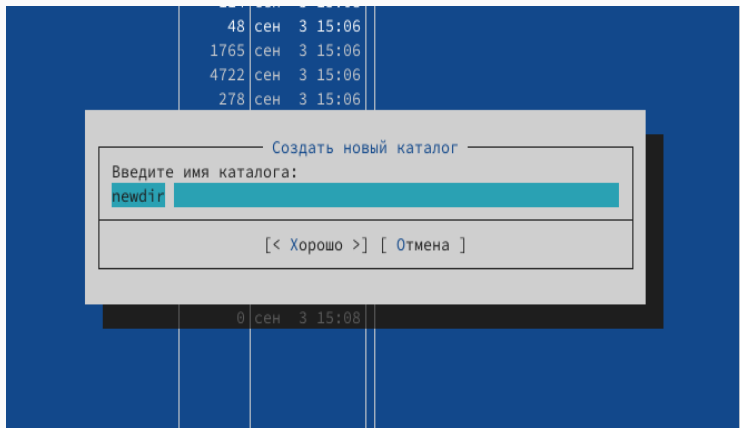 48 сен 3 15:06
1765 сен 3 15:06
4722 сен 3 15:06
278 сен 3 15:06
Создать новый каталог
Введите имя каталога:
newdir
[< Хорошо >] [ Отмена ]
0 сен 3 15:08